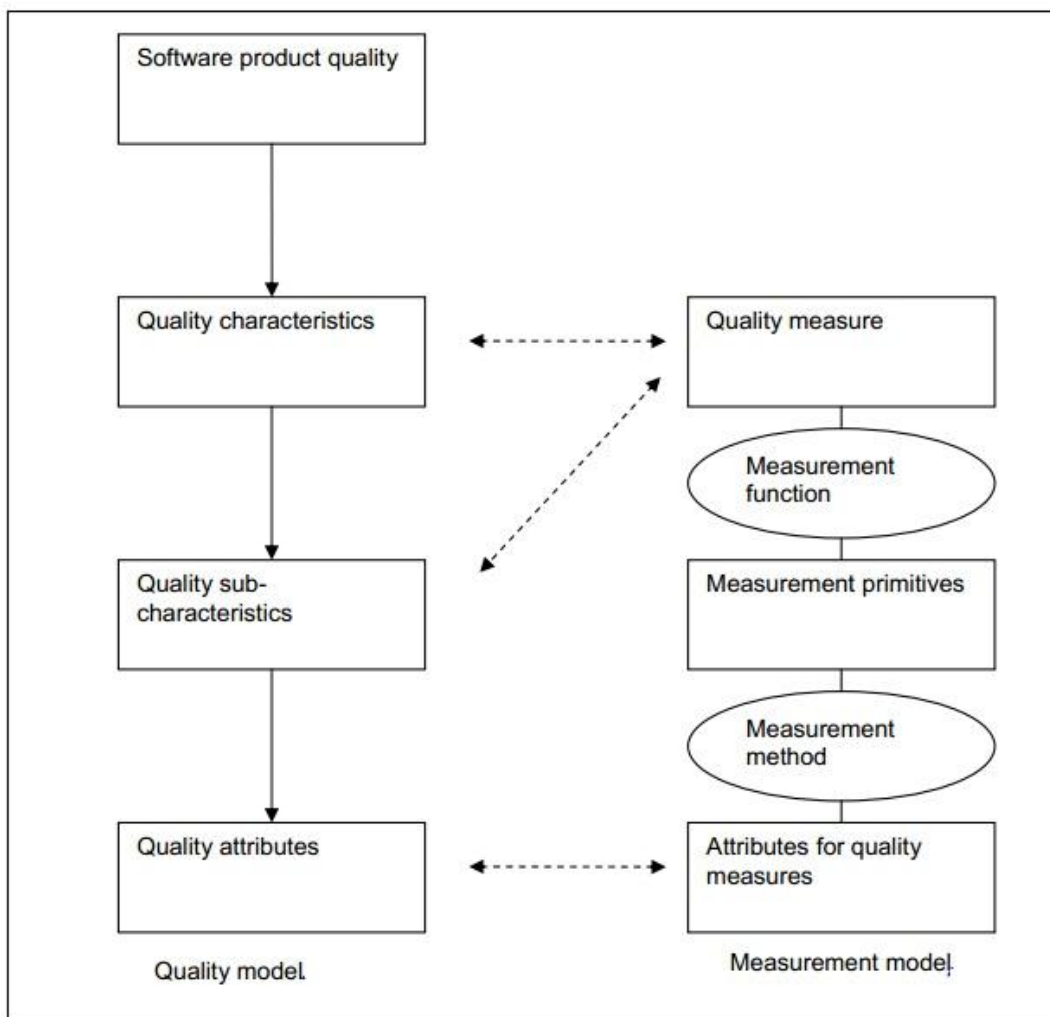 Software product quality
Quality characteristics
Quality measure
Measurement
function
Quality sub-
characteristics
Measurement primitives
Measurement
method
Quality attributes
Attributes for quality
measures
Quality model.
Measurement model.